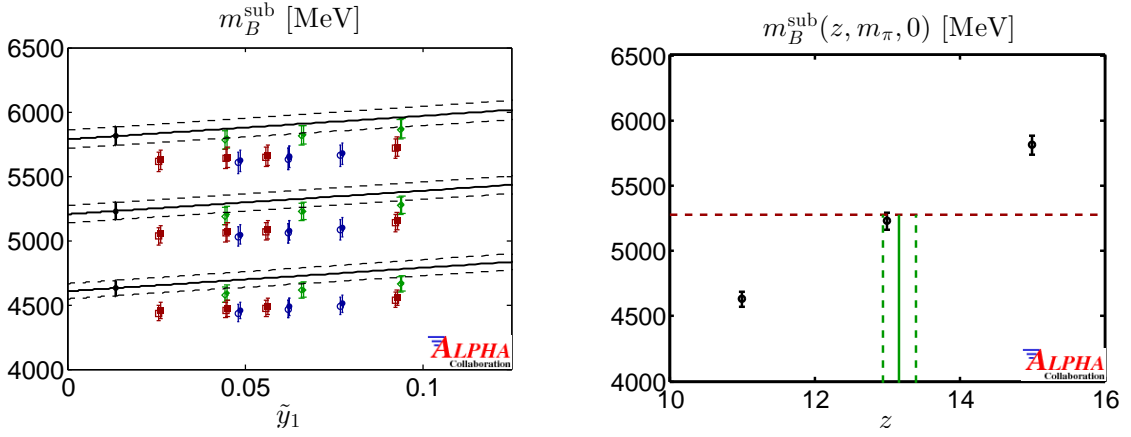 m_B^sub [MeV]
6500
6000
5500
5000
4500
4000
0
0.05
0.1
ỹ_1
ALPHA
Collaboration
m_B^sub(z, m_π, 0) [MeV]
6500
6000
5500
5000
4500
4000
10
12
14
16
z
ALPHA
Collaboration